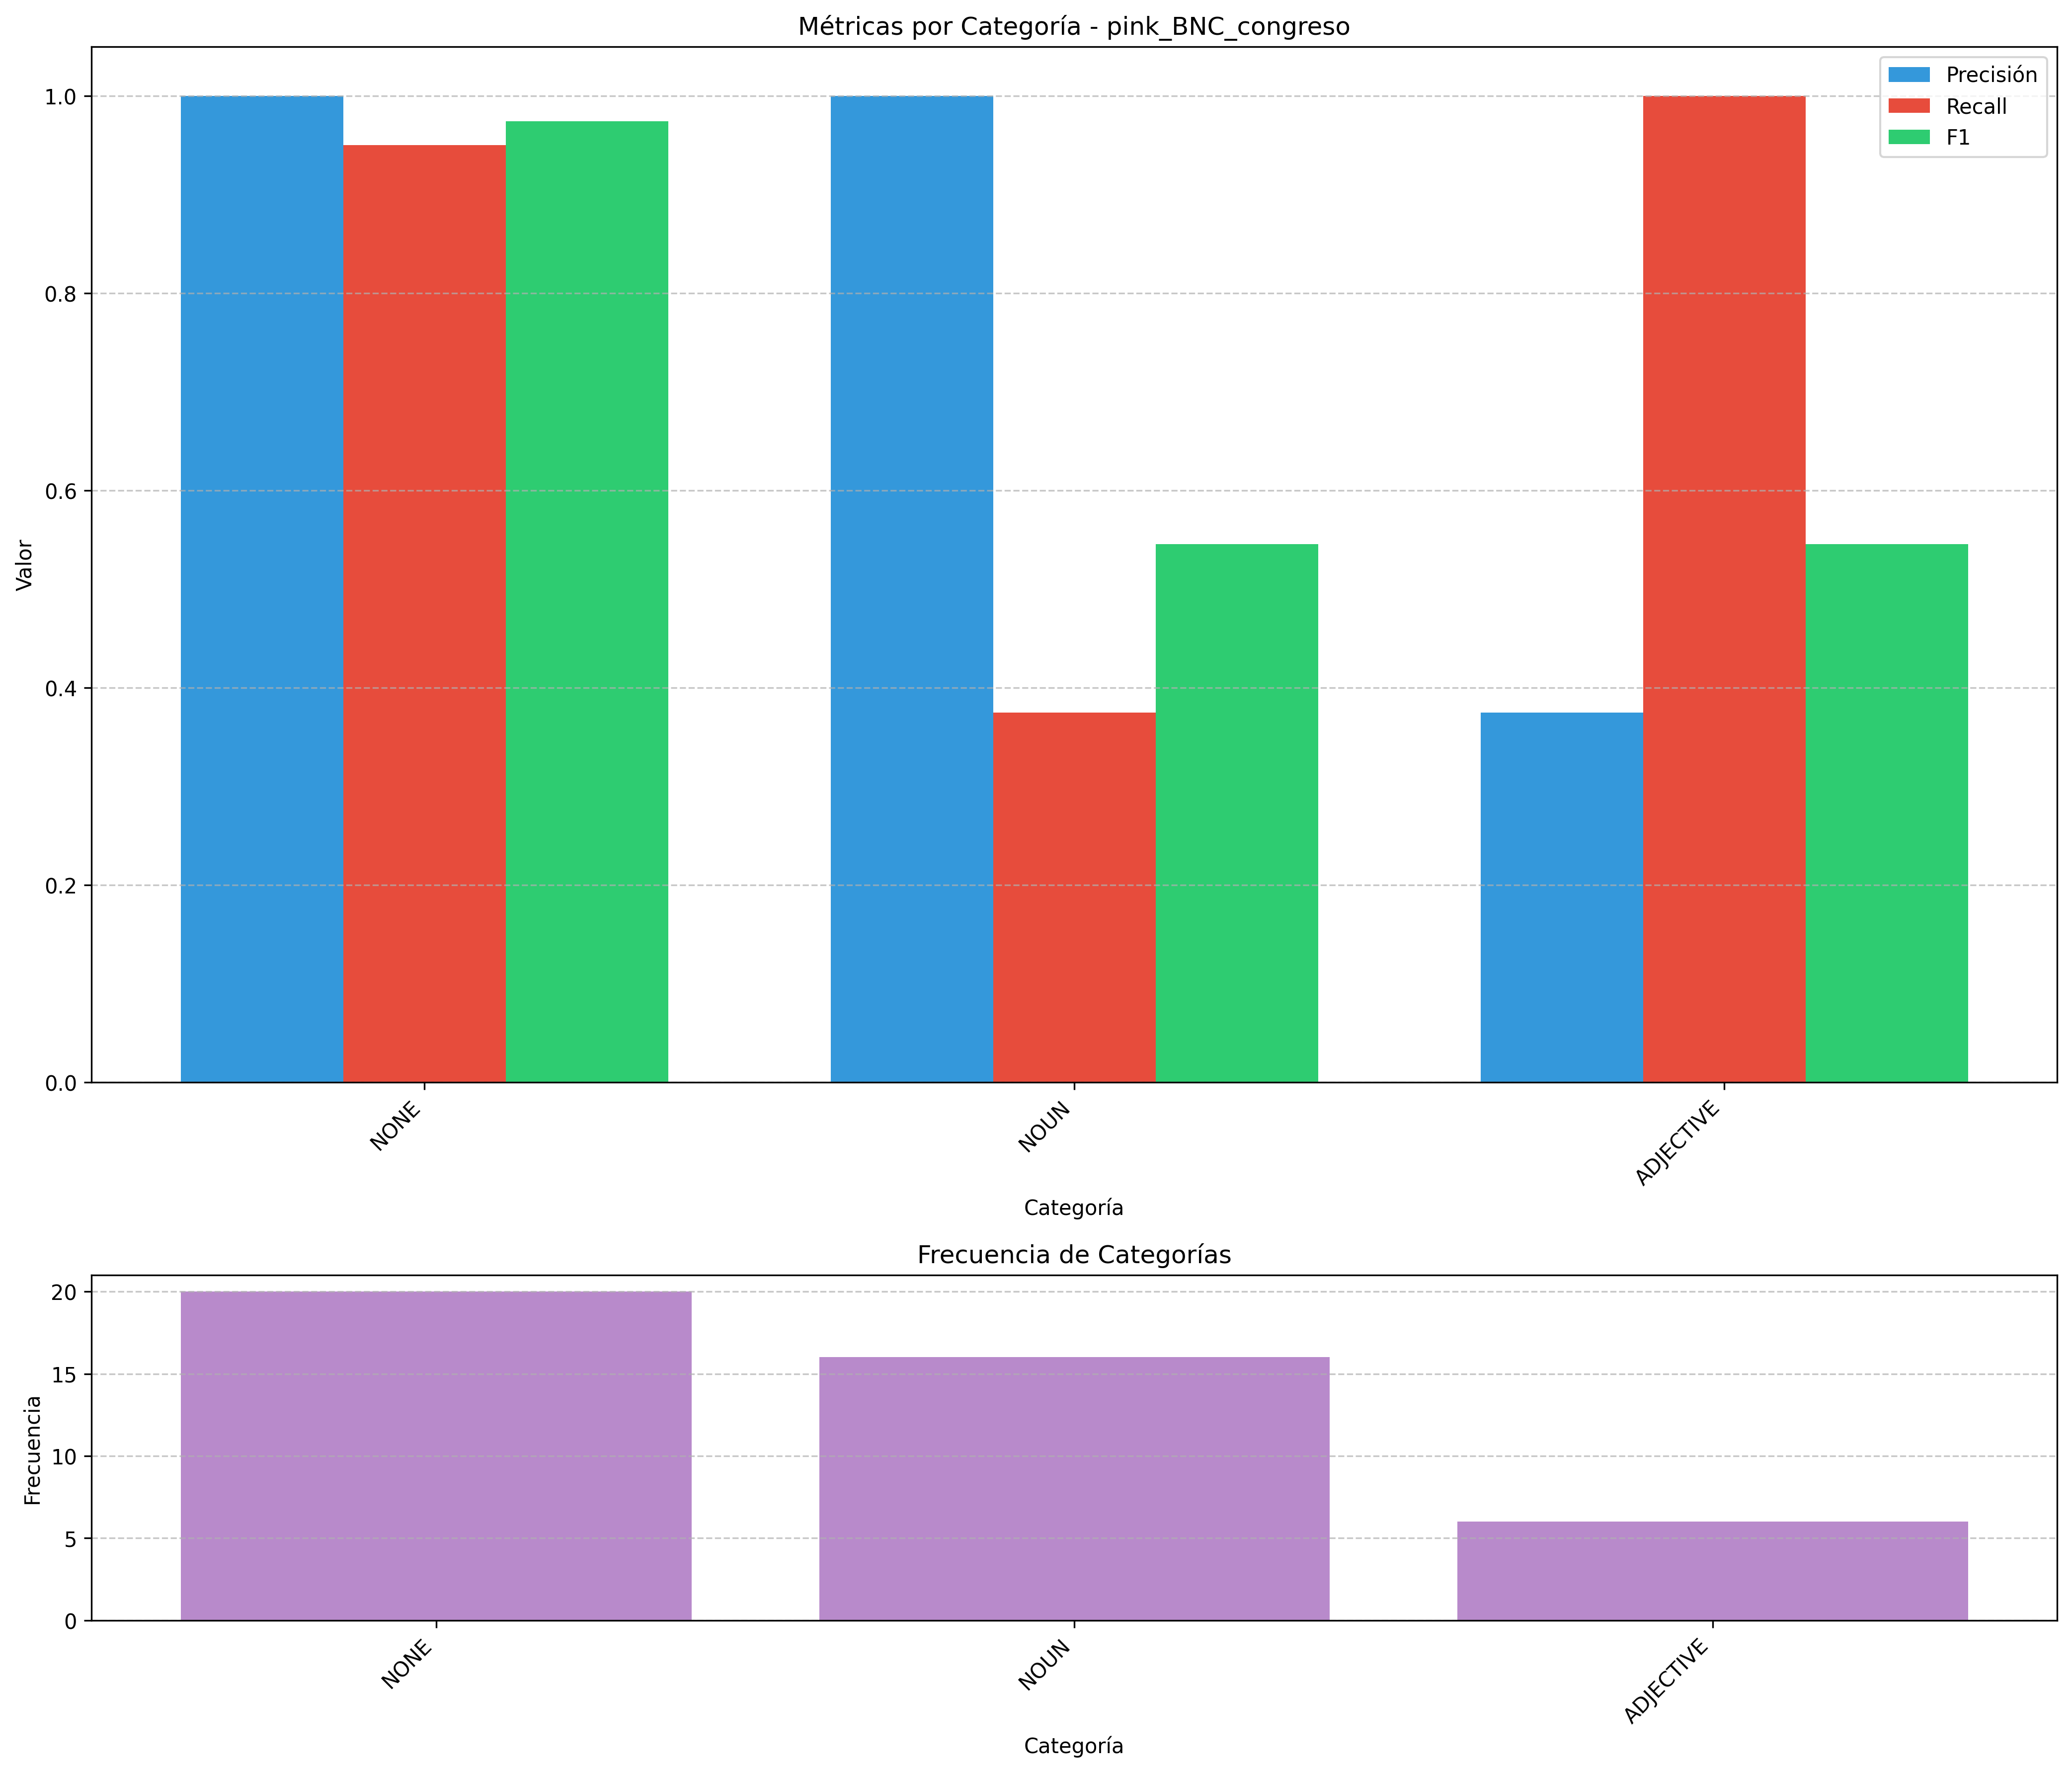 Métricas por Categoría - pink_BNC_congreso
Precisión
Recall
F1
1.0
0.8
0.6
0.4
0.2
0.0
Valor
NONE
NOUN
ADJECTIVE
Categoría
Frecuencia de Categorías
20
15
10
5
0
Frecuencia
NONE
NOUN
ADJECTIVE
Categoría